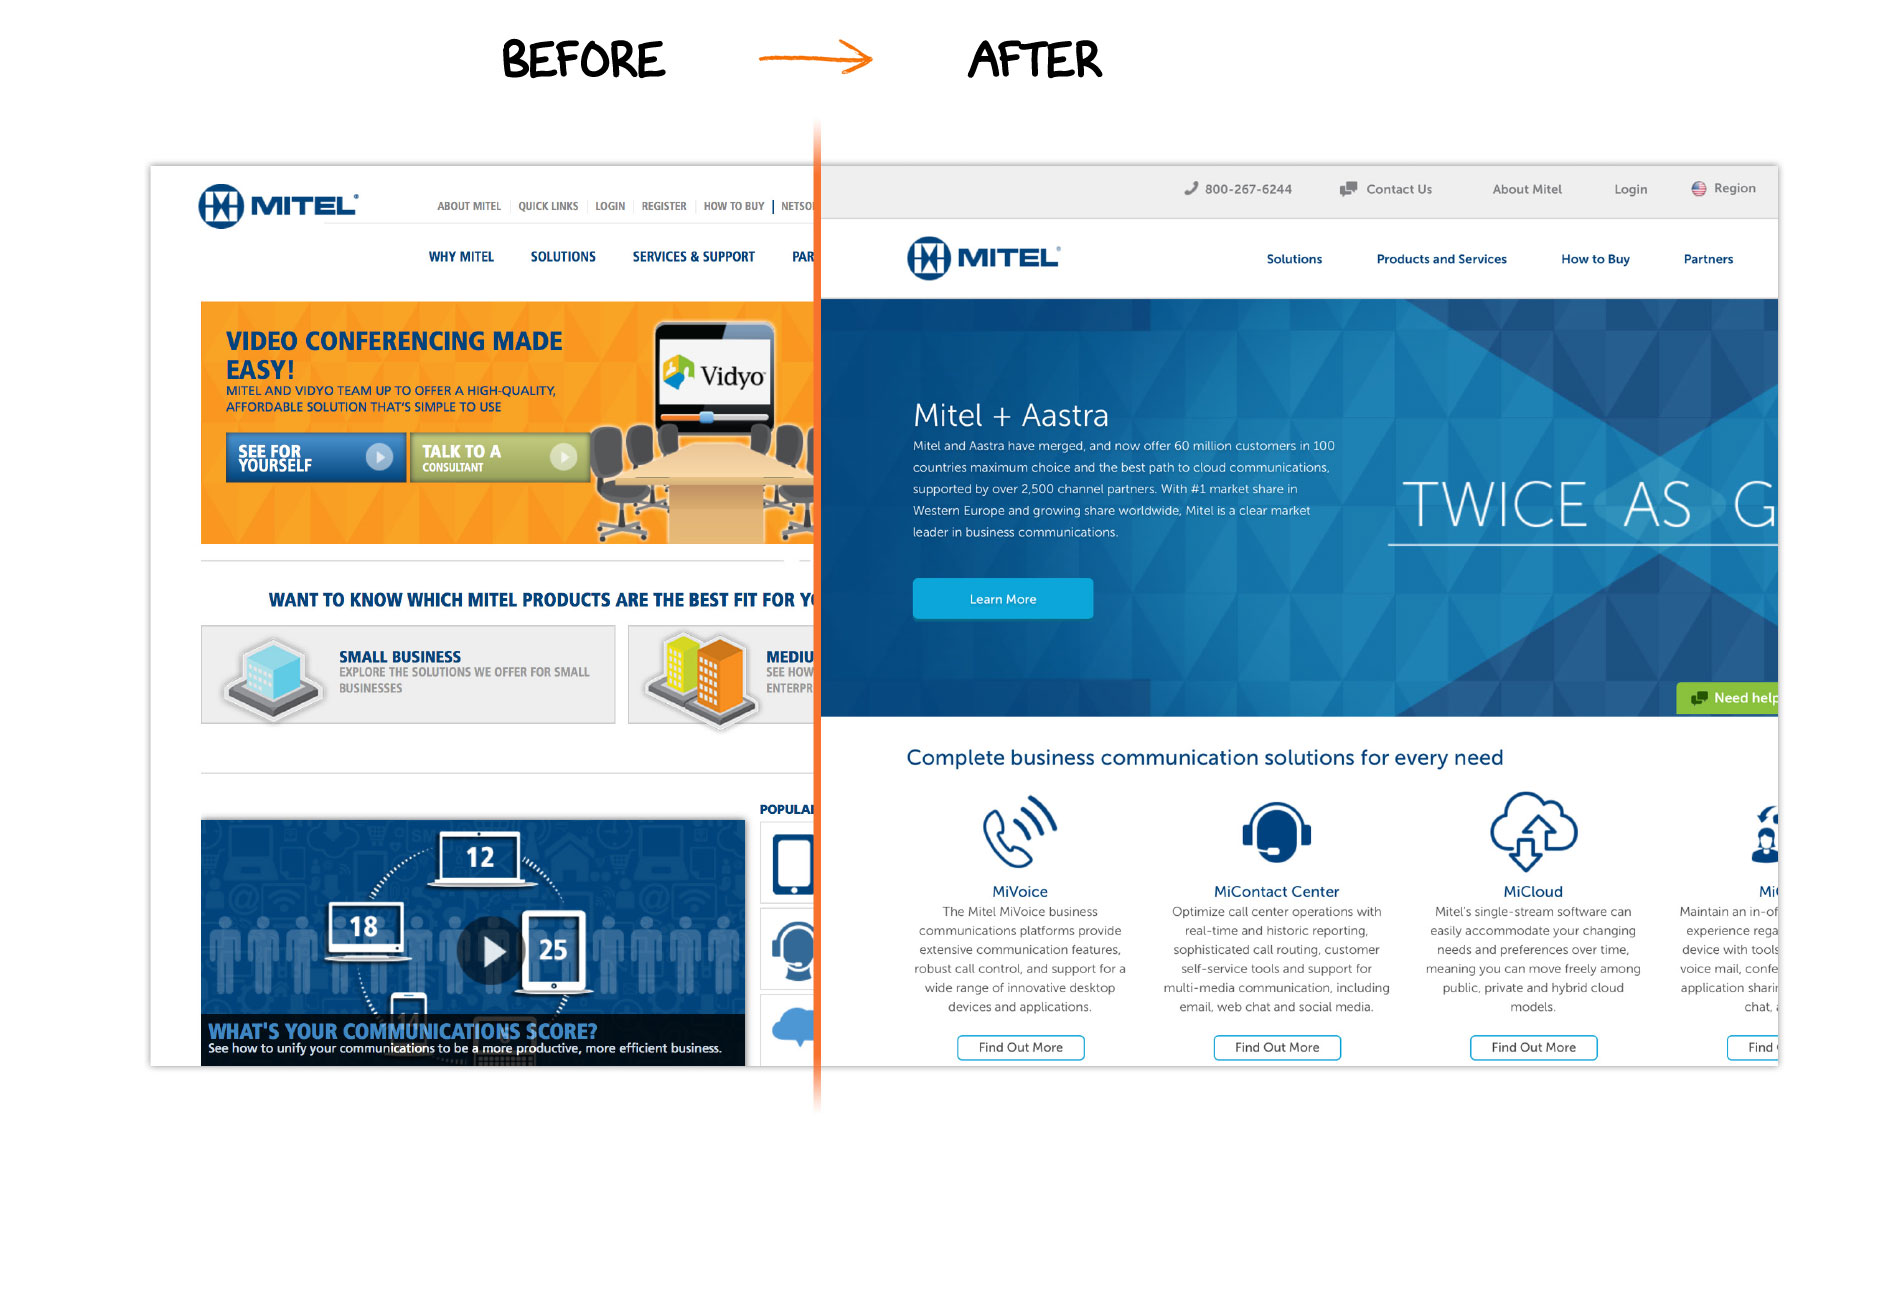 BEFORE
AFTER
MITEL®
ABOUT MITEL
QUICK LINKS
LOGIN
REGISTER
HOW TO BUY
WHY MITEL
SOLUTIONS
SERVICES & SUPPORT
VIDEO CONFERENCING MADE
EASY!
MITEL AND VIDYO TEAM UP TO OFFER A HIGH-QUALITY,
AFFORDABLE SOLUTION THAT'S SIMPLE TO USE
SEE FOR
YOURSELF
TALK TO A
CONSULTANT
Vidyo
WANT TO KNOW WHICH MITEL PRODUCTS ARE THE BEST FIT FOR
SMALL BUSINESS
EXPLORE THE SOLUTIONS WE OFFER FOR SMALL
BUSINESSES
MEDIU
SEE HOW
ENTERPR
POPULA
12
18
25
14
WHAT'S YOUR COMMUNICATIONS SCORE?
See how to unify your communications to be a more productive, more efficient business.
800-267-6244
Contact Us
About Mitel
Login
Region
MITEL®
Solutions
Products and Services
How to Buy
Partners
Mitel + Aastra
Mitel and Aastra have merged, and now offer 60 million customers in 100
countries maximum choice and the best path to cloud communications,
supported by over 2,500 channel partners. With #1 market share in
Western Europe and growing share worldwide, Mitel is a clear market
leader in business communications.
Learn More
TWICE AS G
Need help
Complete business communication solutions for every need
MiVoice
The Mitel MiVoice business
communications platforms provide
extensive communication features,
robust call control, and support for a
wide range of innovative desktop
devices and applications.
Find Out More
MiContact Center
Optimize call center operations with
real-time and historic reporting,
sophisticated call routing, customer
self-service tools and support for
multi-media communication, including
email, web chat and social media.
Find Out More
MiCloud
Mitel's single-stream software can
easily accommodate your changing
needs and preferences over time,
meaning you can move freely among
public, private and hybrid cloud
models.
Find Out More
Maintain an in-of
experience rega
device with tools
voice mail, confe
application sharin
chat,
Find